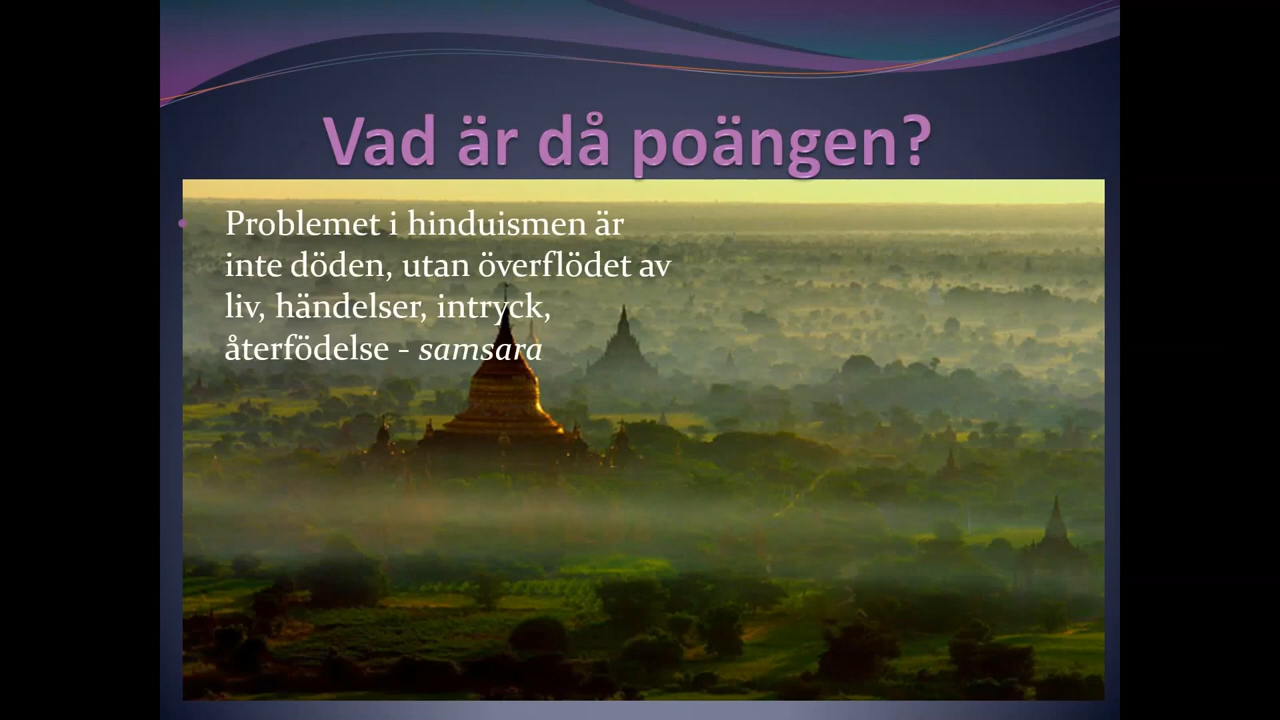 Vad är då poängen?
Problemet i hinduismen är
inte döden, utan överflödet av
liv, händelser, intryck,
återfödelse - samsara